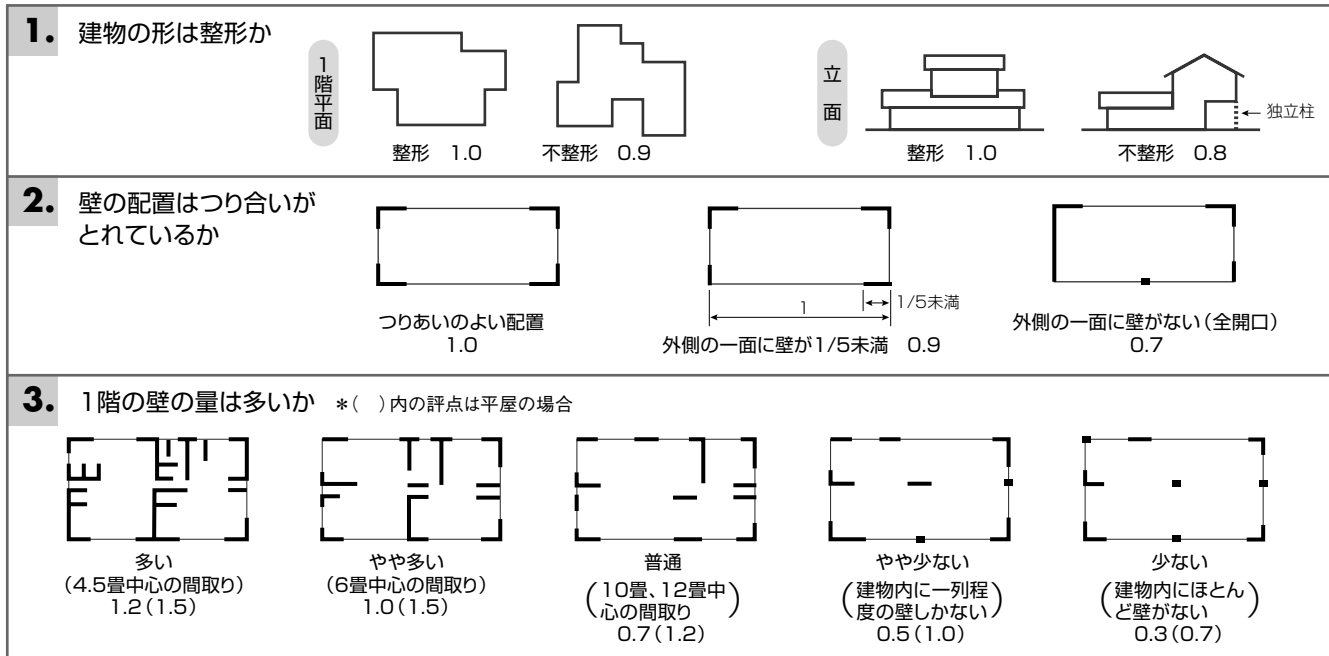 1. 建物の形は整形か
1階平面
整形 1.0
不整形 0.9
立面
整形 1.0
不整形 0.8
独立柱
2. 壁の配置はつり合いが
とれているか
つりあいのよい配置
1.0
1
1/5未満
外側の一面に壁が1/5未満 0.9
外側の一面に壁がない(全開口)
0.7
3. 1階の壁の量は多いか *( )内の評点は平屋の場合
多い
(4.5畳中心の間取り)
1.2(1.5)
やや多い
(6畳中心の間取り)
1.0(1.5)
普通
(10畳、12畳中
心の間取り)
0.7(1.2)
やや少ない
(建物内に一列程
度の壁しかない)
0.5(1.0)
少ない
(建物内にほとん
ど壁がない)
0.3(0.7)